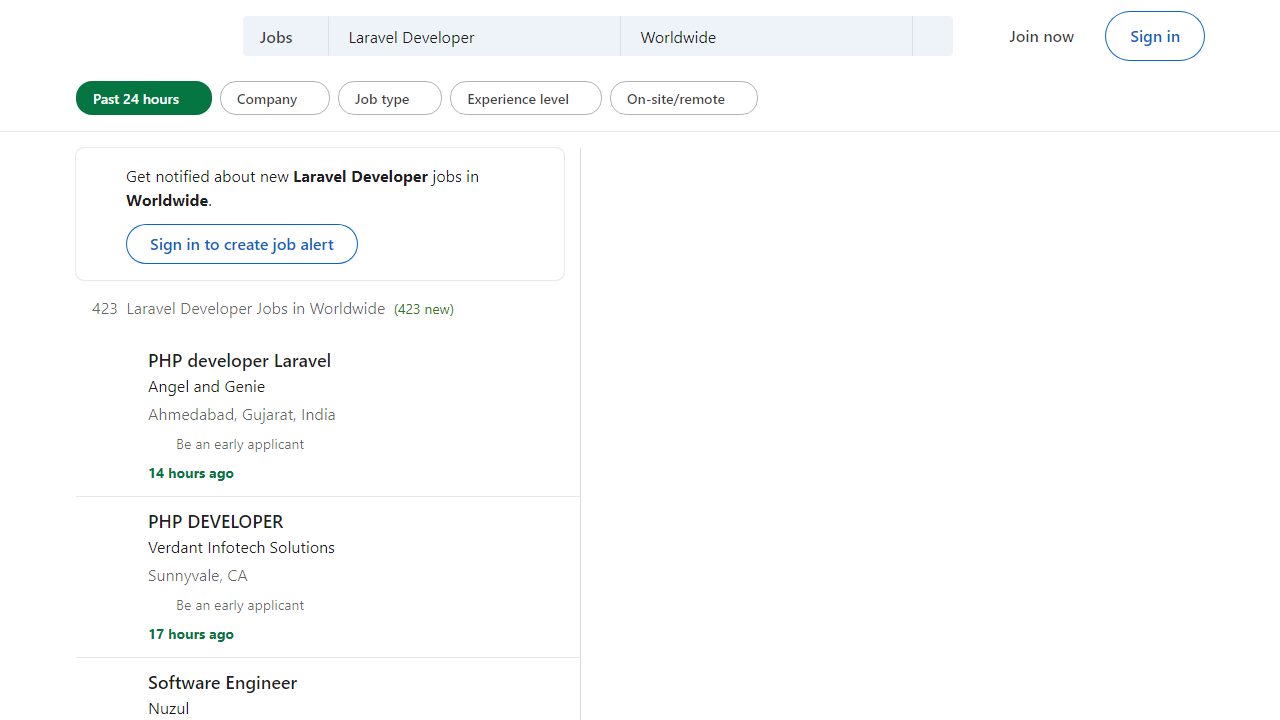 Jobs
Laravel Developer
Worldwide
Join now
Sign in
Past 24 hours
Company
Job type
Experience level
On-site/remote
Get notified about new Laravel Developer jobs in
Worldwide.
Sign in to create job alert
423 Laravel Developer Jobs in Worldwide (423 new)
PHP developer Laravel
Angel and Genie
Ahmedabad, Gujarat, India
Be an early applicant
14 hours ago
PHP DEVELOPER
Verdant Infotech Solutions
Sunnyvale, CA
Be an early applicant
17 hours ago
Software Engineer
Nuzul